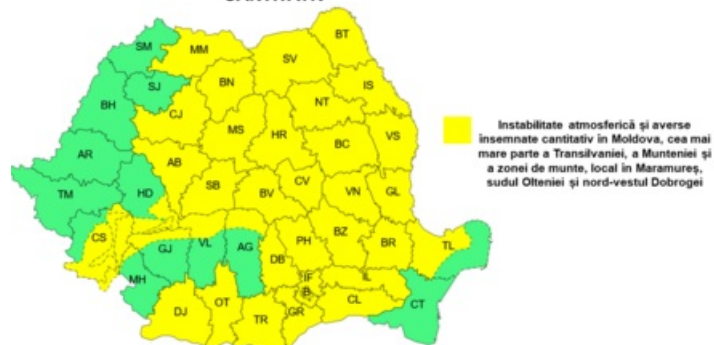 SM
MM
BT
SV
SJ
BN
IS
BH
CJ
NT
MS
HR
VS
BC
AR
AB
TM
HD
SB
BV
CV
VN
GL
CS
GJ
VL
AG
PH
BZ
BR
TL
DB
MH
IF
B
IL
OT
CL
CT
DJ
TR
GR
Instabilitate atmosferică și averse
însemnate cantitativ în Moldova, cea mai
mare parte a Transilvaniei, a Munteniei și
a zonei de munte, local în Maramureș,
sudul Olteniei și nord-vestul Dobrogei